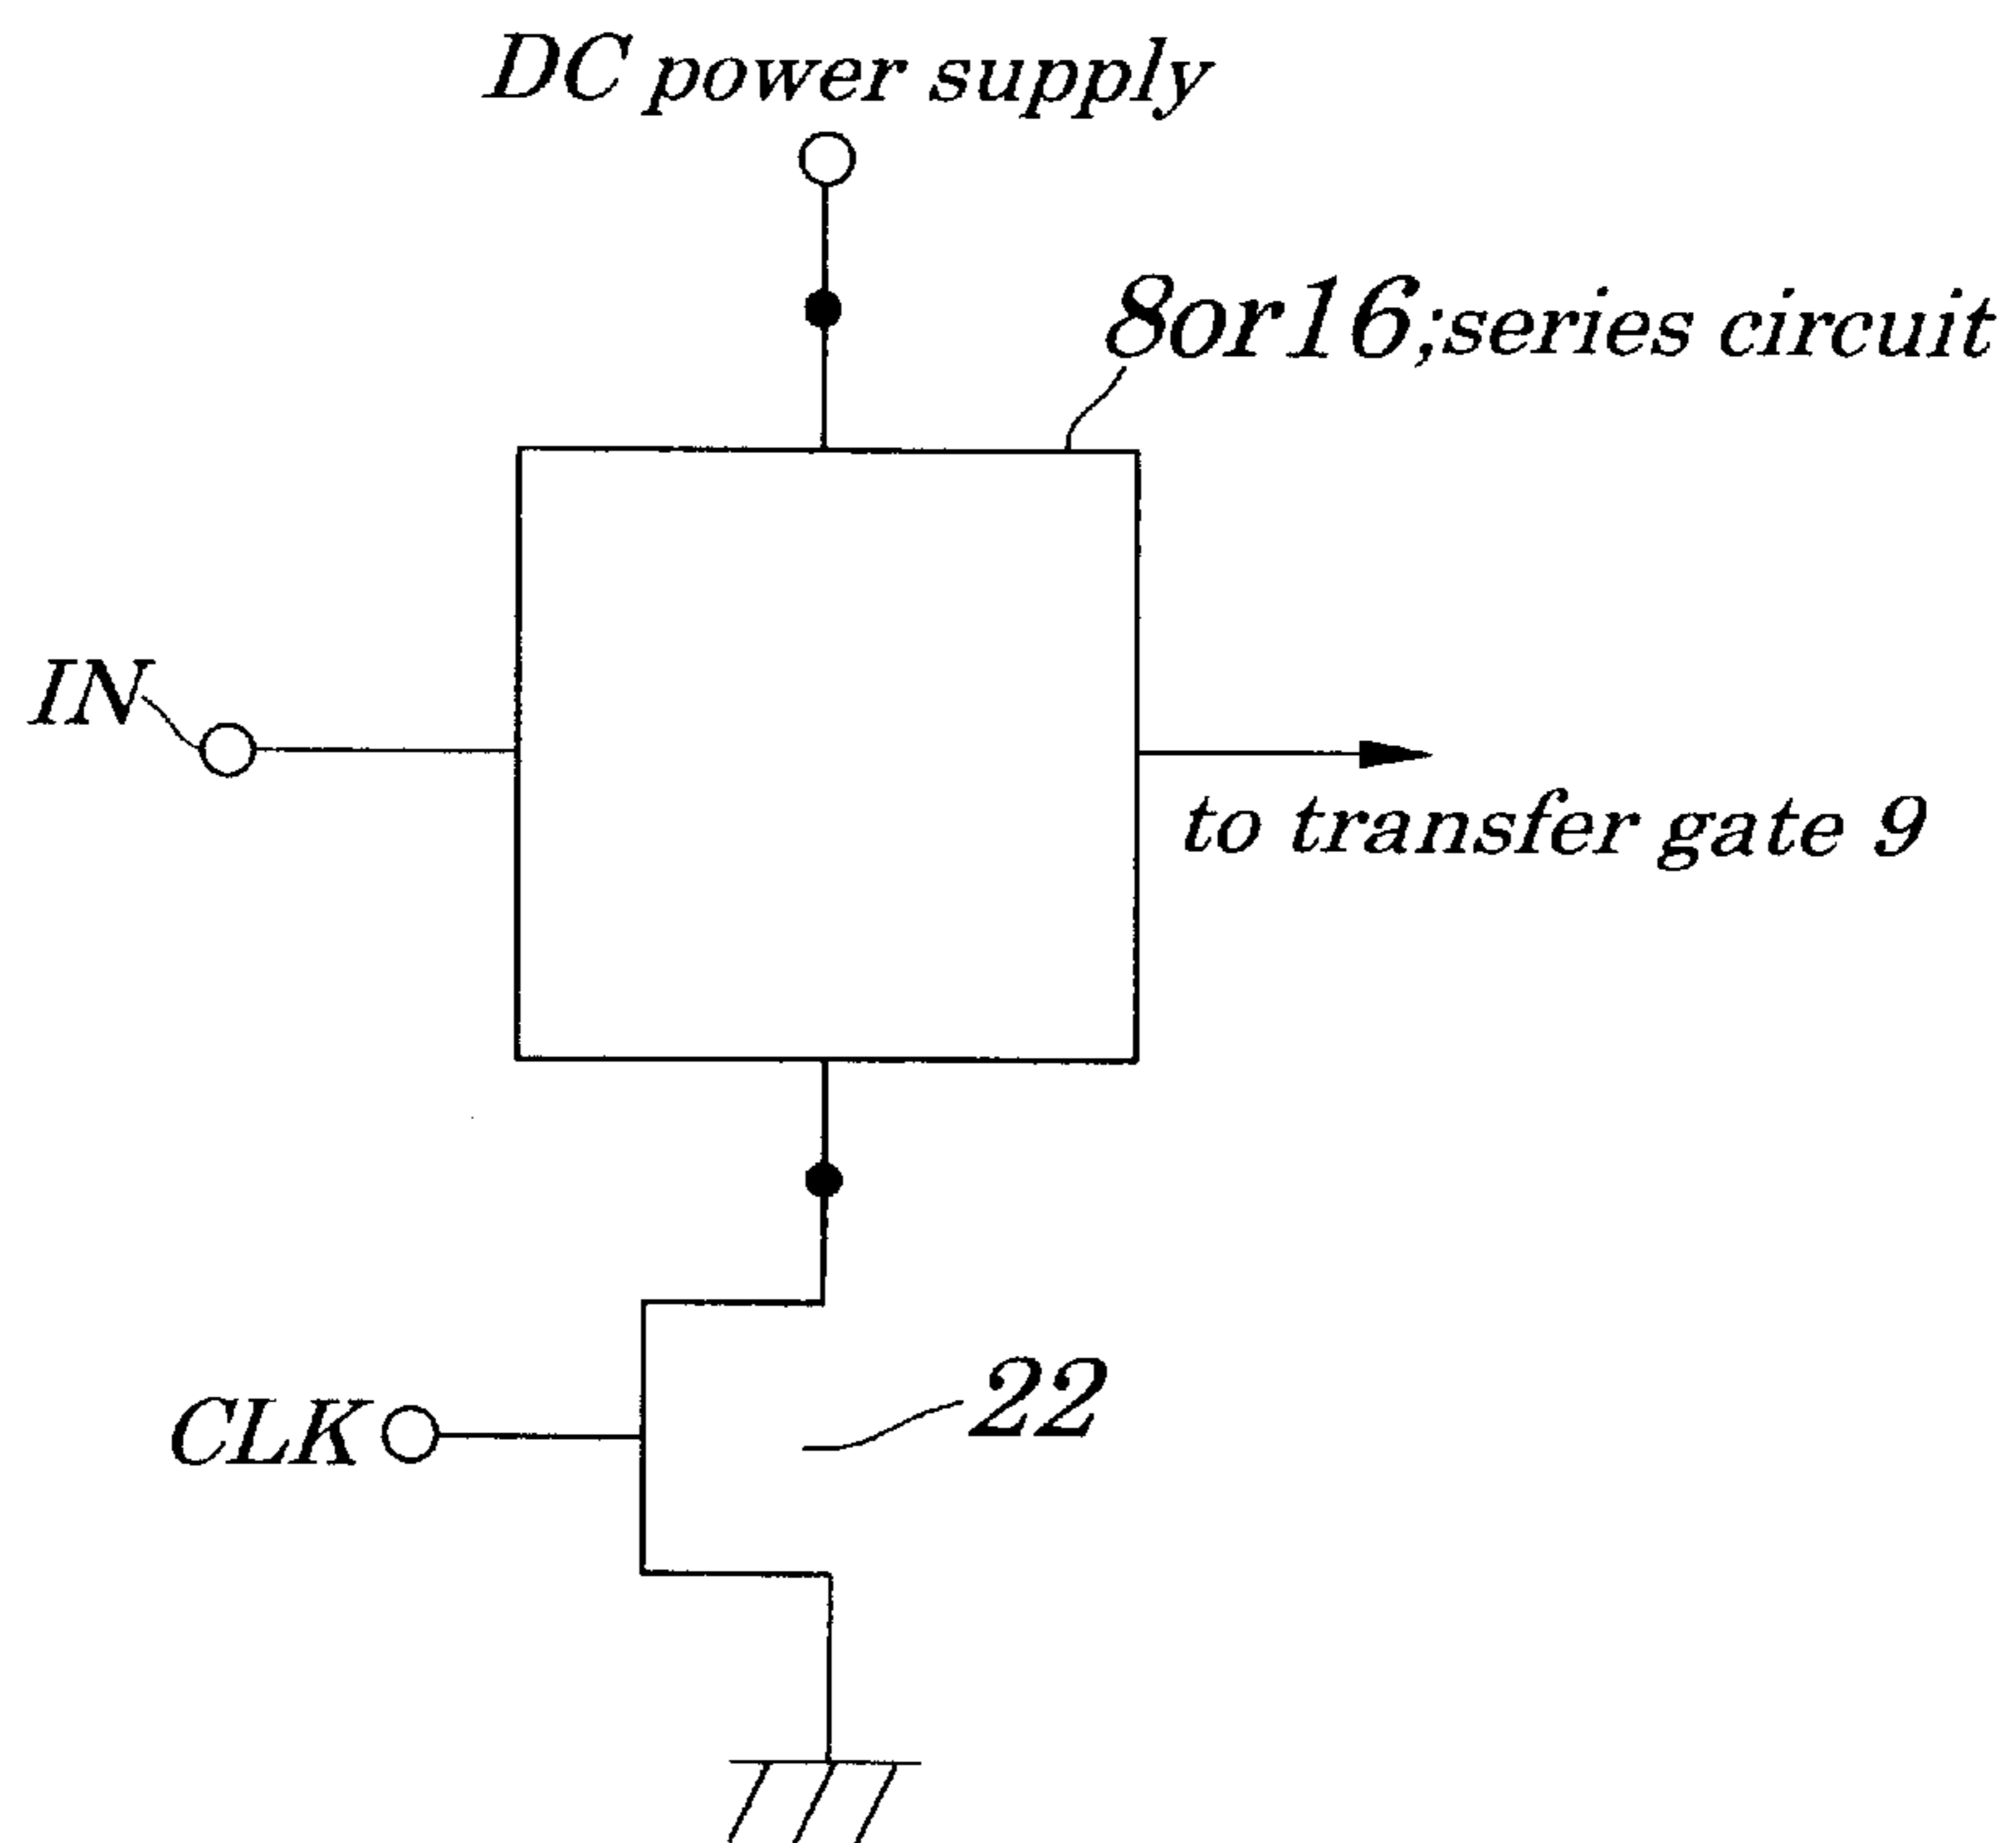 DC power supply
8or16;series circuit
IN
to transfer gate 9
CLK
22